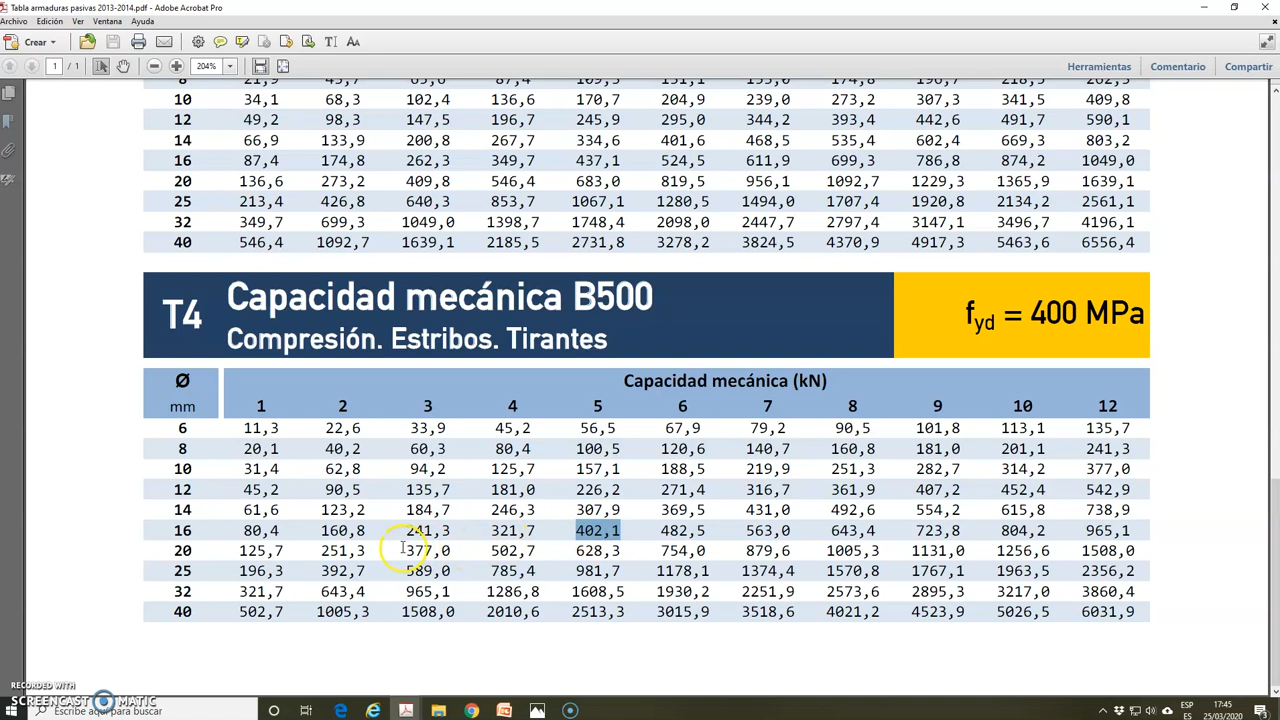 Tabla armaduras pasivas 2013-2014.pdf - Adobe Acrobat Pro
Archivo Edición Ver Ventana Ayuda
Crear
1 / 1 204% Herramientas Comentario Compartir
10 34,1 68,3 102,4 136,6 170,7 204,9 239,0 273,2 307,3 341,5 409,8
12 49,2 98,3 147,5 196,7 245,9 295,0 344,2 393,4 442,6 491,7 590,1
14 66,9 133,9 200,8 267,7 334,6 401,6 468,5 535,4 602,4 669,3 803,2
16 87,4 174,8 262,3 349,7 437,1 524,5 611,9 699,3 786,8 874,2 1049,0
20 136,6 273,2 409,8 546,4 683,0 819,5 956,1 1092,7 1229,3 1365,9 1639,1
25 213,4 426,8 640,3 853,7 1067,1 1280,5 1494,0 1707,4 1920,8 2134,2 2561,1
32 349,7 699,3 1049,0 1398,7 1748,4 2098,0 2447,7 2797,4 3147,1 3496,7 4196,1
40 546,4 1092,7 1639,1 2185,5 2731,8 3278,2 3824,5 4370,9 4917,3 5463,6 6556,4
T4 Capacidad mecánica B500
Compresión. Estribos. Tirantes
fyd = 400 MPa
Ø Capacidad mecánica (kN)
mm 1 2 3 4 5 6 7 8 9 10 12
6 11,3 22,6 33,9 45,2 56,5 67,9 79,2 90,5 101,8 113,1 135,7
8 20,1 40,2 60,3 80,4 100,5 120,6 140,7 160,8 181,0 201,1 241,3
10 31,4 62,8 94,2 125,7 157,1 188,5 219,9 251,3 282,7 314,2 377,0
12 45,2 90,5 135,7 181,0 226,2 271,4 316,7 361,9 407,2 452,4 542,9
14 61,6 123,2 184,7 246,3 307,9 369,5 431,0 492,6 554,2 615,8 738,9
16 80,4 160,8 241,3 321,7 402,1 482,5 563,0 643,4 723,8 804,2 965,1
20 125,7 251,3 377,0 502,7 628,3 754,0 879,6 1005,3 1131,0 1256,6 1508,0
25 196,3 392,7 589,0 785,4 981,7 1178,1 1374,4 1570,8 1767,1 1963,5 2356,2
32 321,7 643,4 965,1 1286,8 1608,5 1930,2 2251,9 2573,6 2895,3 3217,0 3860,4
40 502,7 1005,3 1508,0 2010,6 2513,3 3015,9 3518,6 4021,2 4523,9 5026,5 6031,9
RECORDED WITH
SCREENCAST MATIC
Escribe aquí para buscar
ESP
ES
17:45
25/03/2020